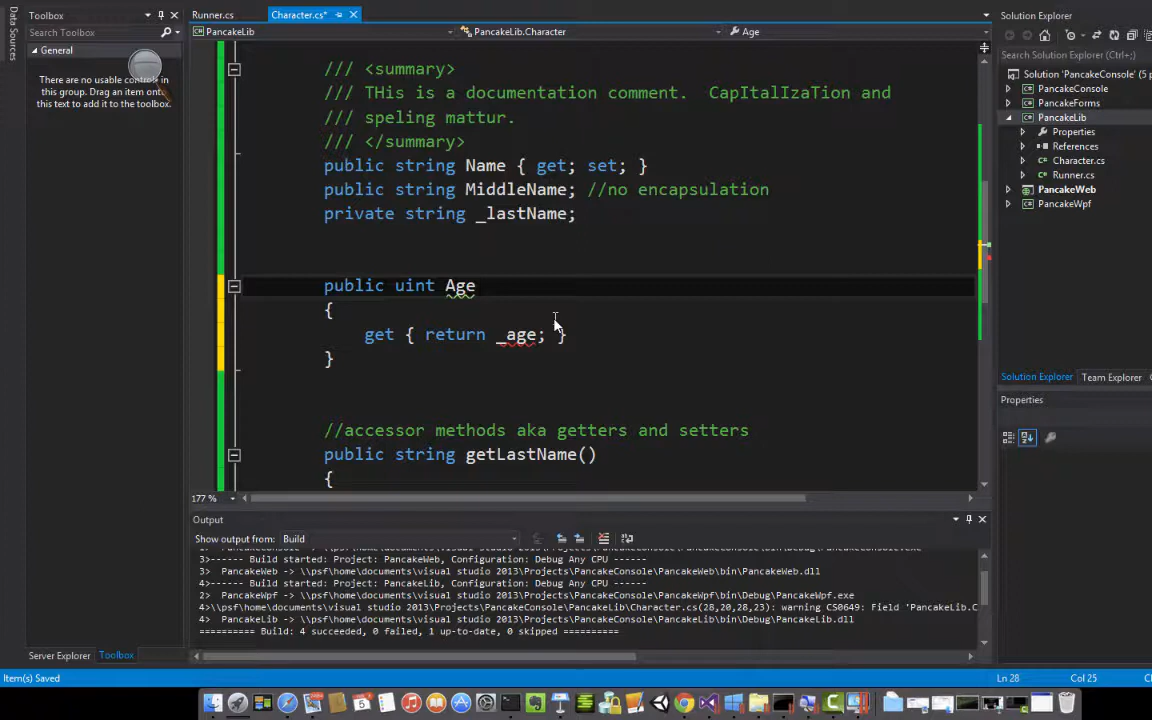 Data Sources
Toolbox
Search Toolbox
General
There are no usable controls in
this group. Drag an item onto
this text to add it to the toolbox.
Server Explorer Toolbox
Runner.cs Character.cs*
PancakeLib PancakeLib.Character Age
/// <summary>
/// THis is a documentation comment.  CapItalIzaTion and
/// speling mattur.
/// </summary>
public string Name { get; set; }
public string MiddleName; //no encapsulation
private string _lastName;
public uint Age
{
get { return _age; }
}
//accessor methods aka getters and setters
public string getLastName()
{
177 %
Output
Show output from: Build
3>------ Build started: Project: PancakeWeb, Configuration: Debug Any CPU ------
3>  PancakeWeb -> \\psf\home\documents\visual studio 2013\Projects\PancakeConsole\PancakeWeb\bin\PancakeWeb.dll
4>------ Build started: Project: PancakeLib, Configuration: Debug Any CPU ------
2>  PancakeWpf -> \\psf\home\documents\visual studio 2013\Projects\PancakeConsole\PancakeWpf\bin\Debug\PancakeWpf.exe
4>\\psf\home\documents\visual studio 2013\Projects\PancakeConsole\PancakeLib\Character.cs(28,20,28,23): warning CS0649: Field 'PancakeLib.C
4>  PancakeLib -> \\psf\home\documents\visual studio 2013\Projects\PancakeConsole\PancakeLib\bin\Debug\PancakeLib.dll
========== Build: 4 succeeded, 0 failed, 1 up-to-date, 0 skipped ==========
Solution Explorer
Search Solution Explorer (Ctrl+;)
Solution 'PancakeConsole' (5 p
PancakeConsole
PancakeForms
PancakeLib
Properties
References
Character.cs
Runner.cs
PancakeWeb
PancakeWpf
Solution Explorer Team Explorer
Properties
Item(s) Saved Ln 28 Col 25